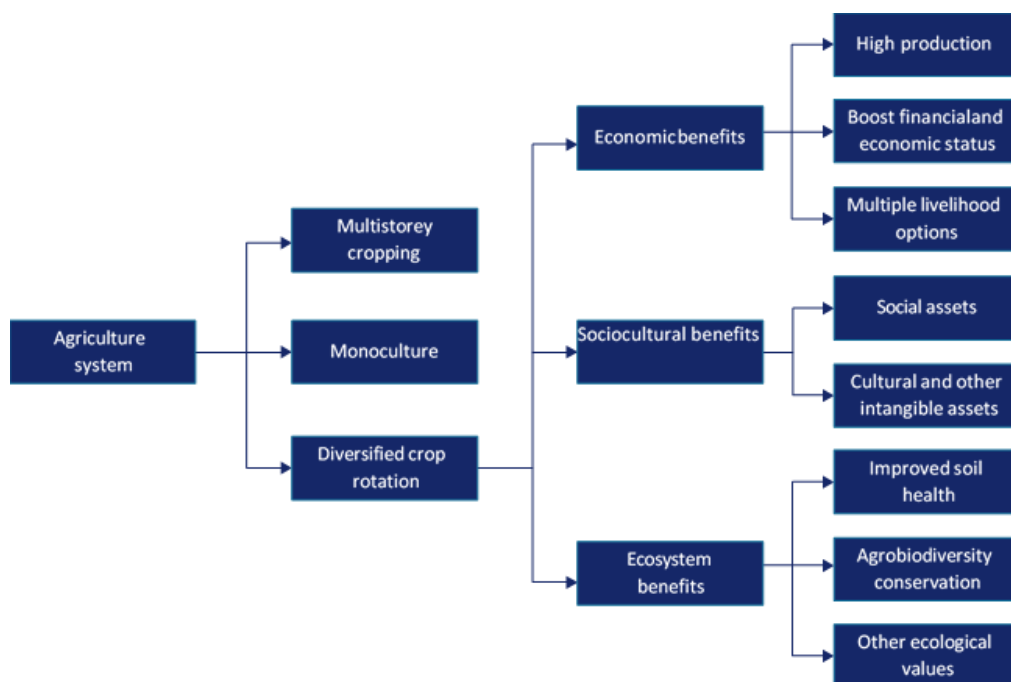 High production
Boost financialand
economic status
Economicbenefits
Multiple livelihood
options
Multistorey
cropping
Social assets
Agriculture
system
Monoculture
Sociocultural benefits
Cultural and other
intangible assets
Diversified crop
rotation
Improved soil
health
Ecosystem
benefits
Agrobiodiversity
conservation
Other ecological
values